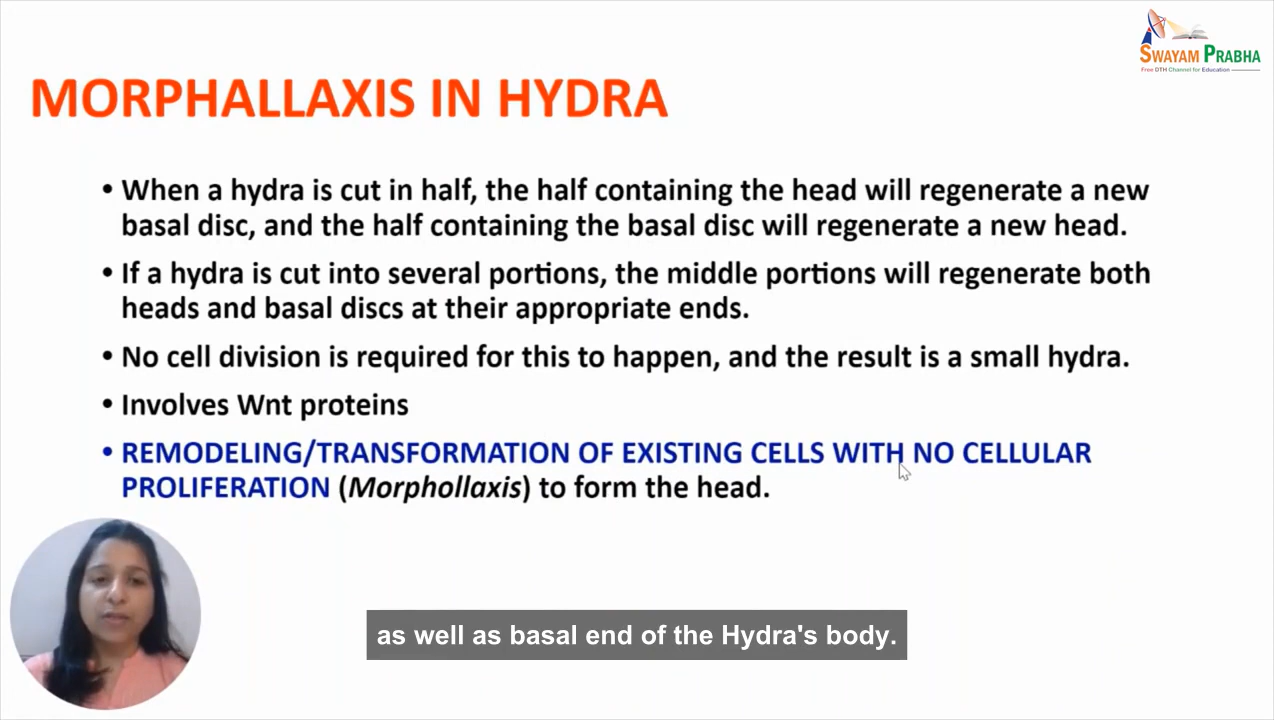 SWAYAM PRABHA
Free DTH Channel for Education
MORPHALLAXIS IN HYDRA
• When a hydra is cut in half, the half containing the head will regenerate a new
basal disc, and the half containing the basal disc will regenerate a new head.
• If a hydra is cut into several portions, the middle portions will regenerate both
heads and basal discs at their appropriate ends.
• No cell division is required for this to happen, and the result is a small hydra.
• Involves Wnt proteins
• REMODELING/TRANSFORMATION OF EXISTING CELLS WITH NO CELLULAR
PROLIFERATION (Morphollaxis) to form the head.
as well as basal end of the Hydra's body.